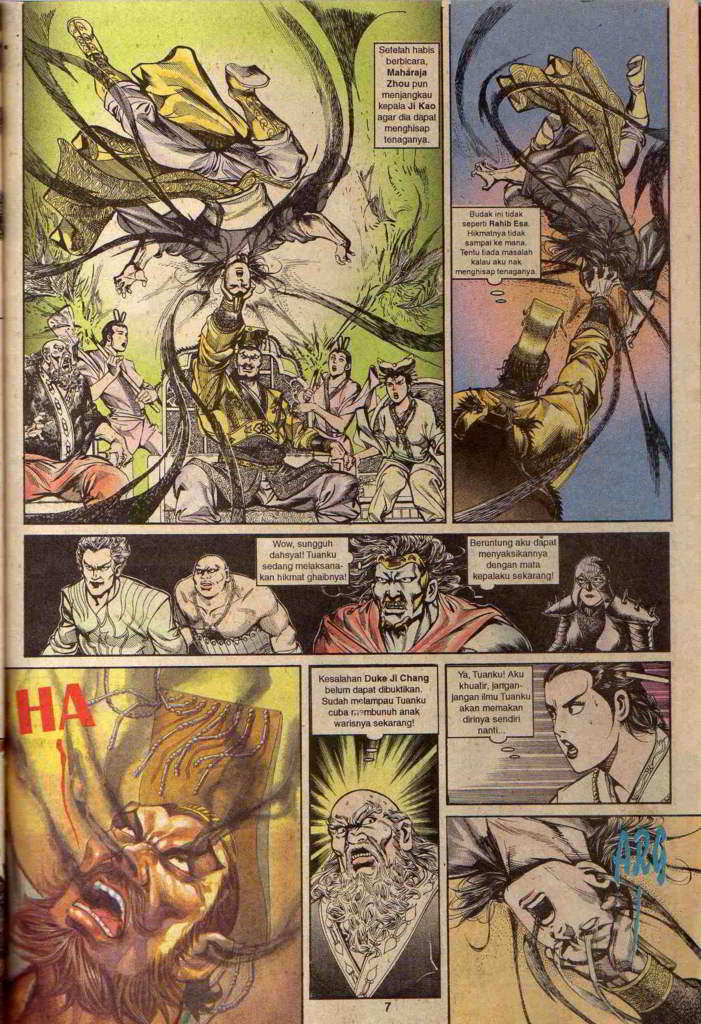 Setelah habis
berbicara,
Maharaja
Zhou pun
menjangkau
kepala Ji Kao
agar dia dapat
menghisap
tenaganya.
Budak ini tidak
seperti Rahib Esa.
Hikmatnya tidak
sampai ke mana.
Tentu tiada masalah
kalau aku nak
menghisap tenaganya.
Wow, sungguh
dahsyat! Tuanku
sedang melaksana-
kan hikmat ghaibnya!
Beruntung aku dapat
menyaksikannya
dengan mata
kepalaku sekarang!
HA
Kesalahan Duke Ji Chang
belum dapat dibuktikan.
Sudah melampau Tuanku
cuba membunuh anak
warisnya sekarang!
Ya, Tuanku! Aku
khuatir, jangan-
jangan ilmu Tuanku
akan memakan
dirinya sendiri
nanti...
ARG
7